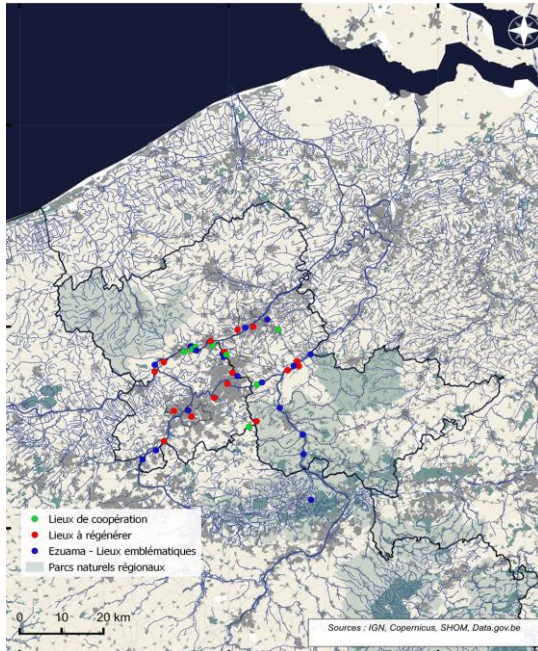 Lieux de coopération
Lieux à régénérer
Ezuama - Lieux emblématiques
Parcs naturels régionaux
0 10 20 km
Sources : IGN, Copernicus, SHOM, Data.gov.be